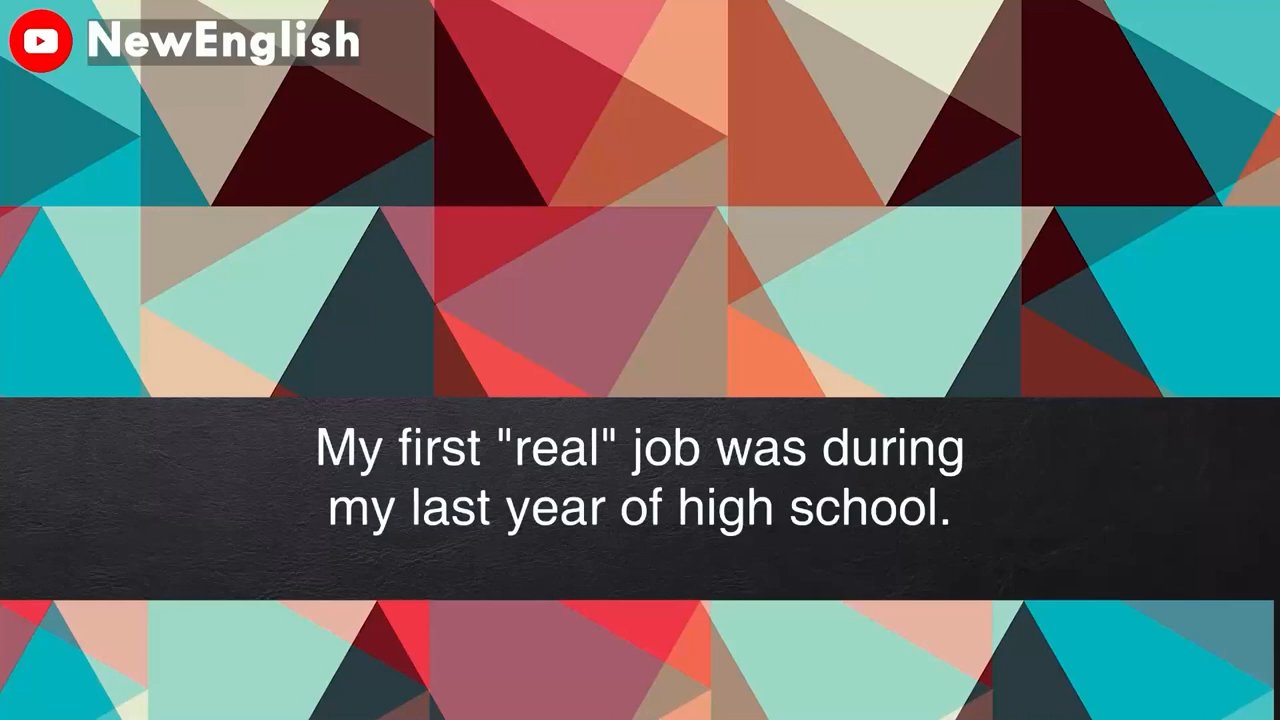 NewEnglish
My first "real" job was during
my last year of high school.